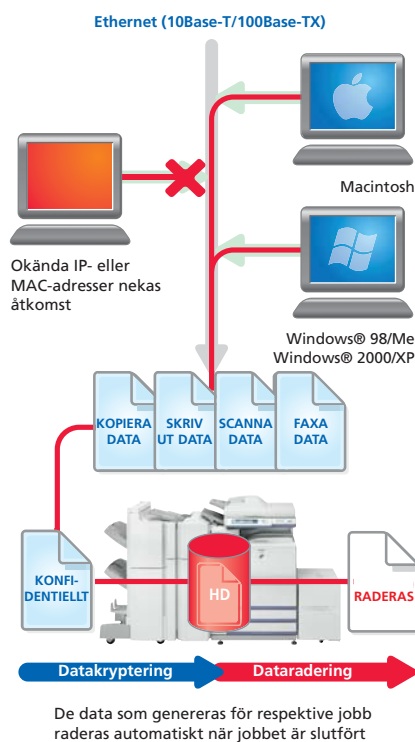 Ethernet (10Base-T/100Base-TX)
Macintosh
Okända IP- eller
MAC-adresser nekas
åtkomst
Windows® 98/Me
Windows® 2000/XP
KOPIERA
DATA
SKRIV
UT DATA
SCANNA
DATA
FAXA
DATA
KONFI-
DENTIELLT
HD
RADERAS
Datakryptering
Dataradering
De data som genereras för respektive jobb
raderas automatiskt när jobbet är slutfört